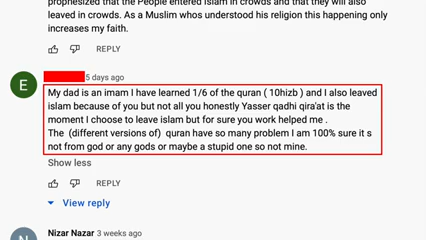 prophesized that the People entered Islam in crowds and that they will also
leaved in crowds. As a Muslim whos understood his religion this happening only
increases my faith.
REPLY
E
5 days ago
My dad is an imam I have learned 1/6 of the quran ( 10hizb ) and I also leaved
islam because of you but not all you honestly Yasser qadhi qira'at is the
moment I choose to leave islam but for sure you work helped me .
The (different versions of) quran have so many problem I am 100% sure it s
not from god or any gods or maybe a stupid one so not mine.
Show less
REPLY
View reply
Nizar Nazar 3 weeks ago